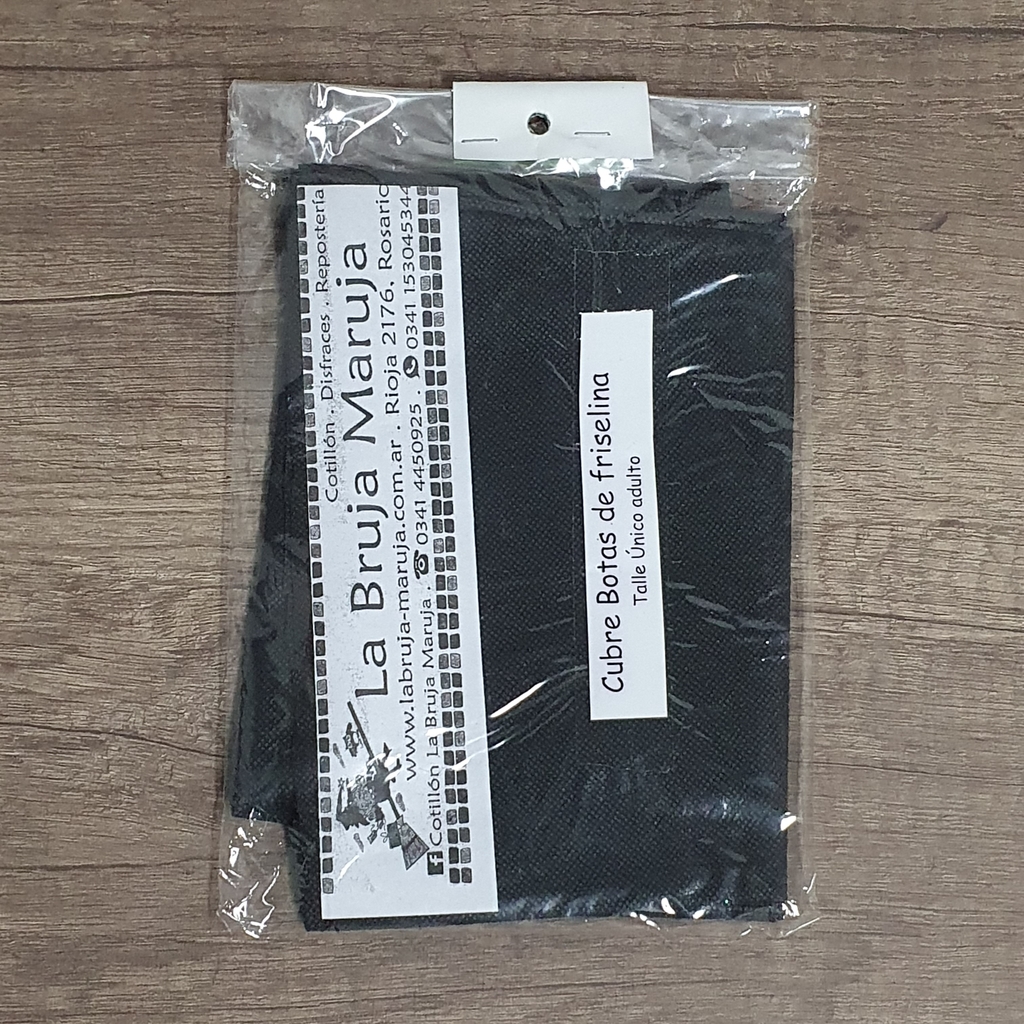 Cotillón . Disfraces . Repostería
La Bruja Maruja
www.labruja-maruja.com.ar . Rioja 2176, Rosario
Cotillón La Bruja Maruja . 0341 4450925 . 0341 153045344
Cubre Botas de friselina
Talle Único adulto